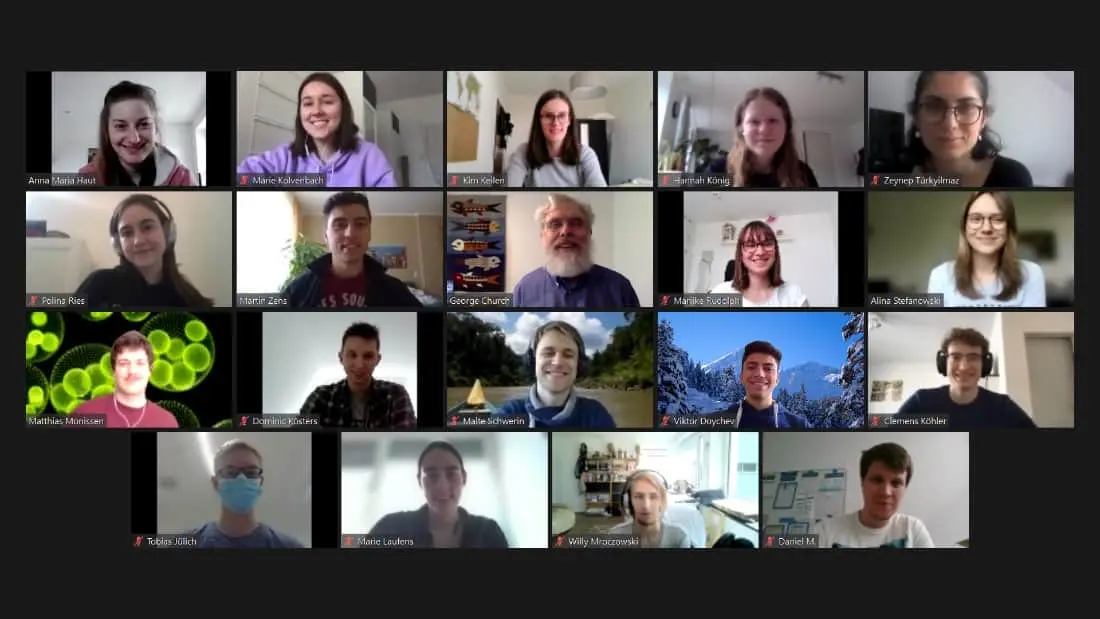 Anna Maria Haut
Marie Kolvenbach
Kim Keilen
Hannah König
Zeynep Türkyilmaz
Polina Ries
Martin Zens
George Church
Marijke Rudolph
Alina Stefanowski
Matthias Monissen
Dominic Kösters
Malte Schwerin
Viktor Doychev
Clemens Köhler
Tobias Jülich
Marie Laufens
Willy Mroczowski
Daniel M.